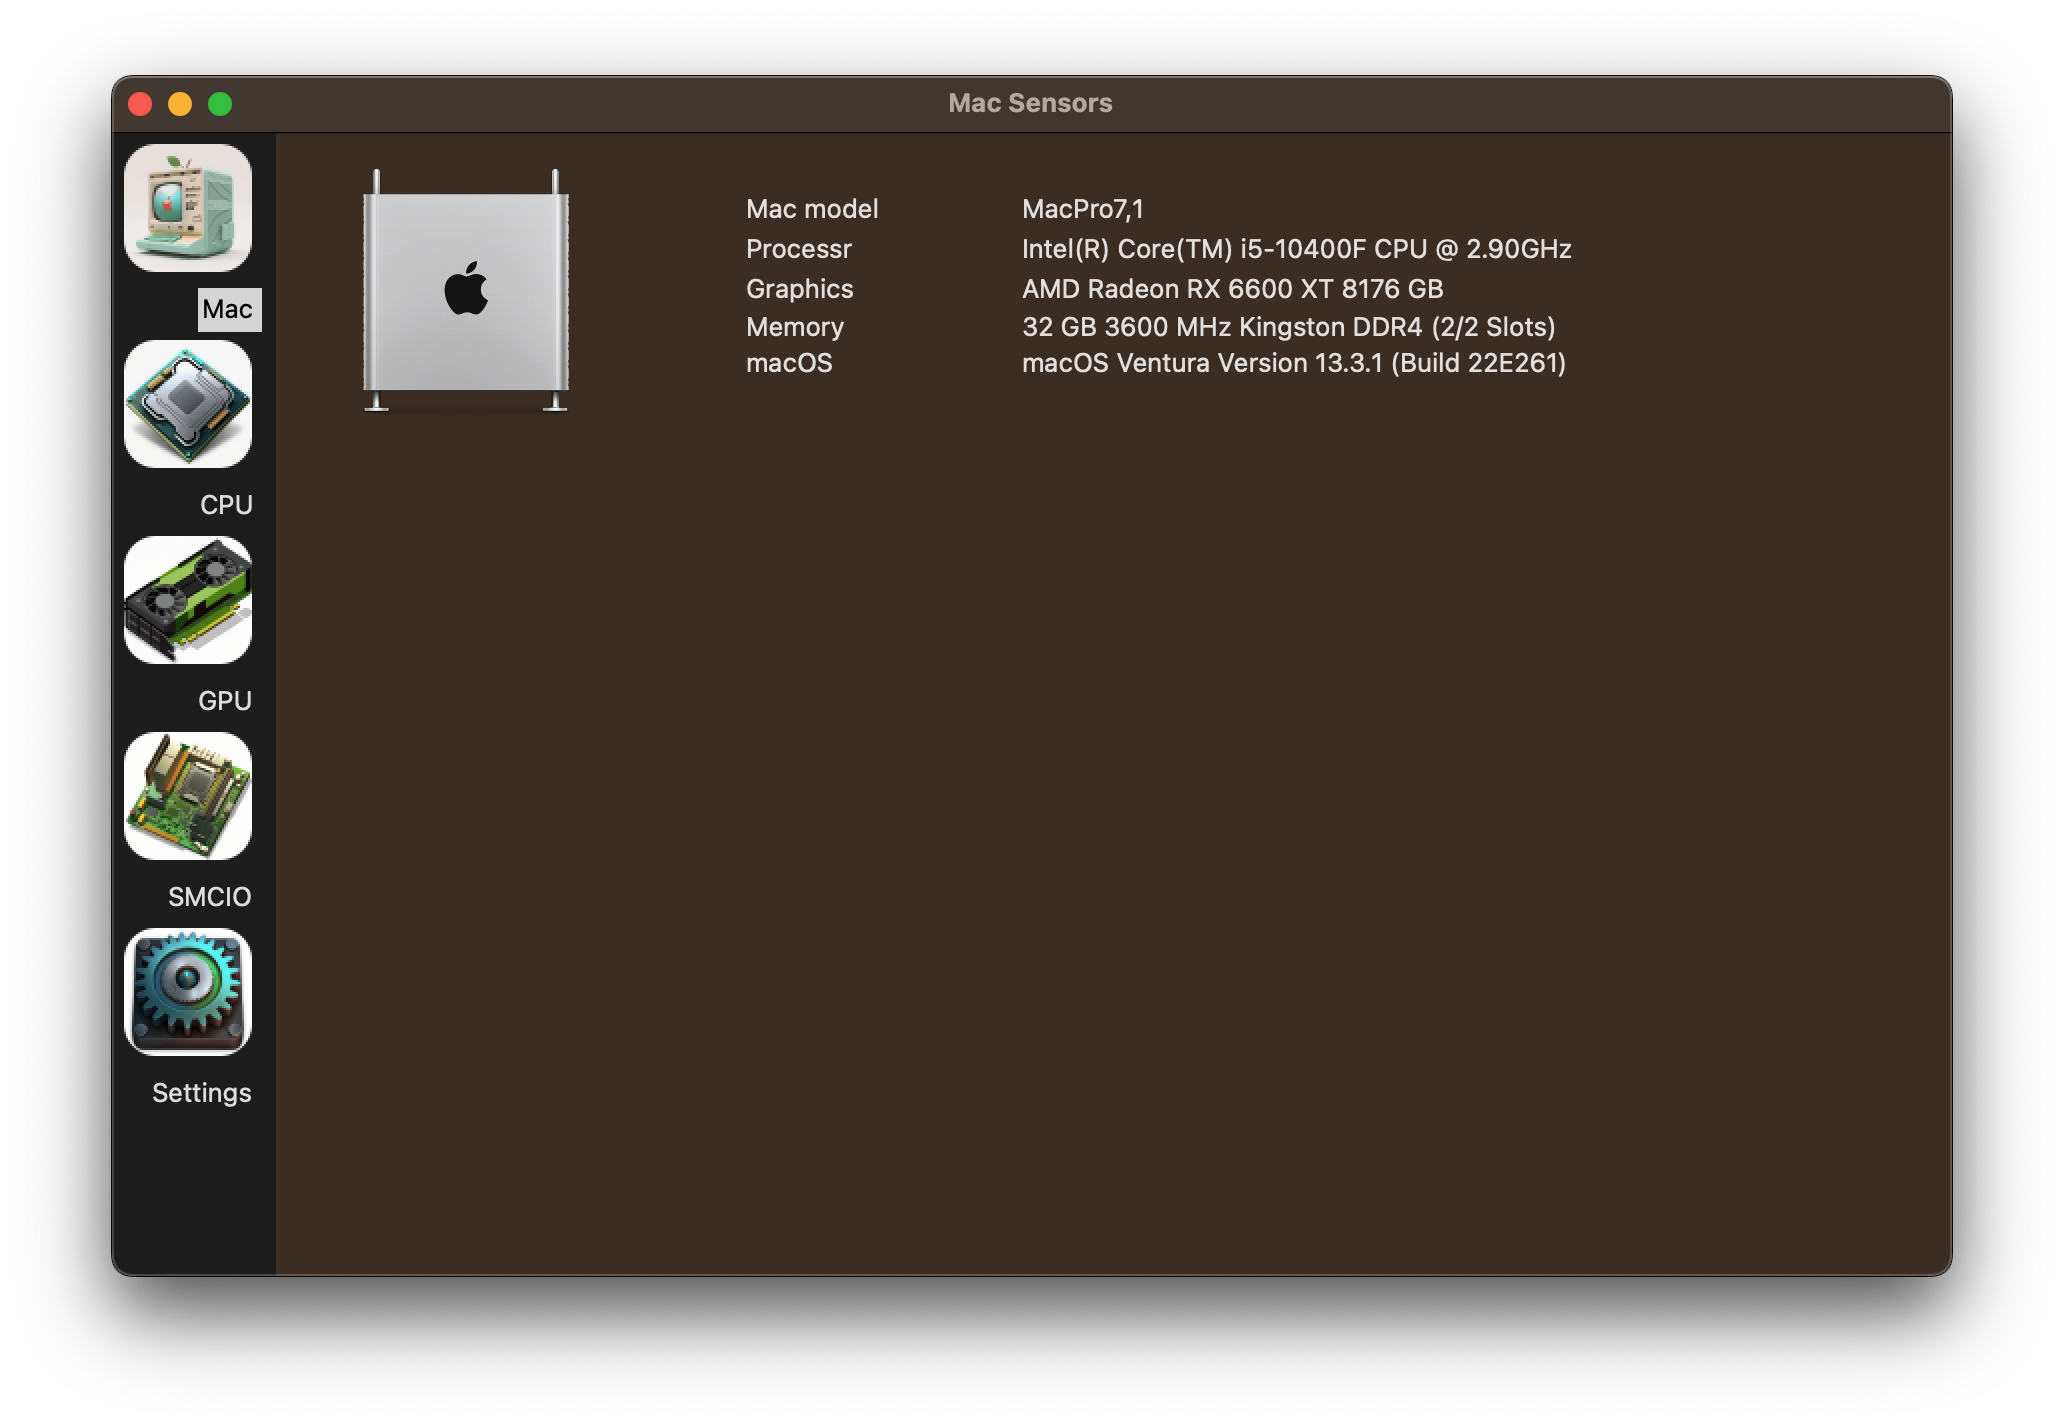 Mac Sensors
Mac
CPU
GPU
SMCIO
Settings
Mac model MacPro7,1
Processr Intel(R) Core(TM) i5-10400F CPU @ 2.90GHz
Graphics AMD Radeon RX 6600 XT 8176 GB
Memory 32 GB 3600 MHz Kingston DDR4 (2/2 Slots)
macOS macOS Ventura Version 13.3.1 (Build 22E261)